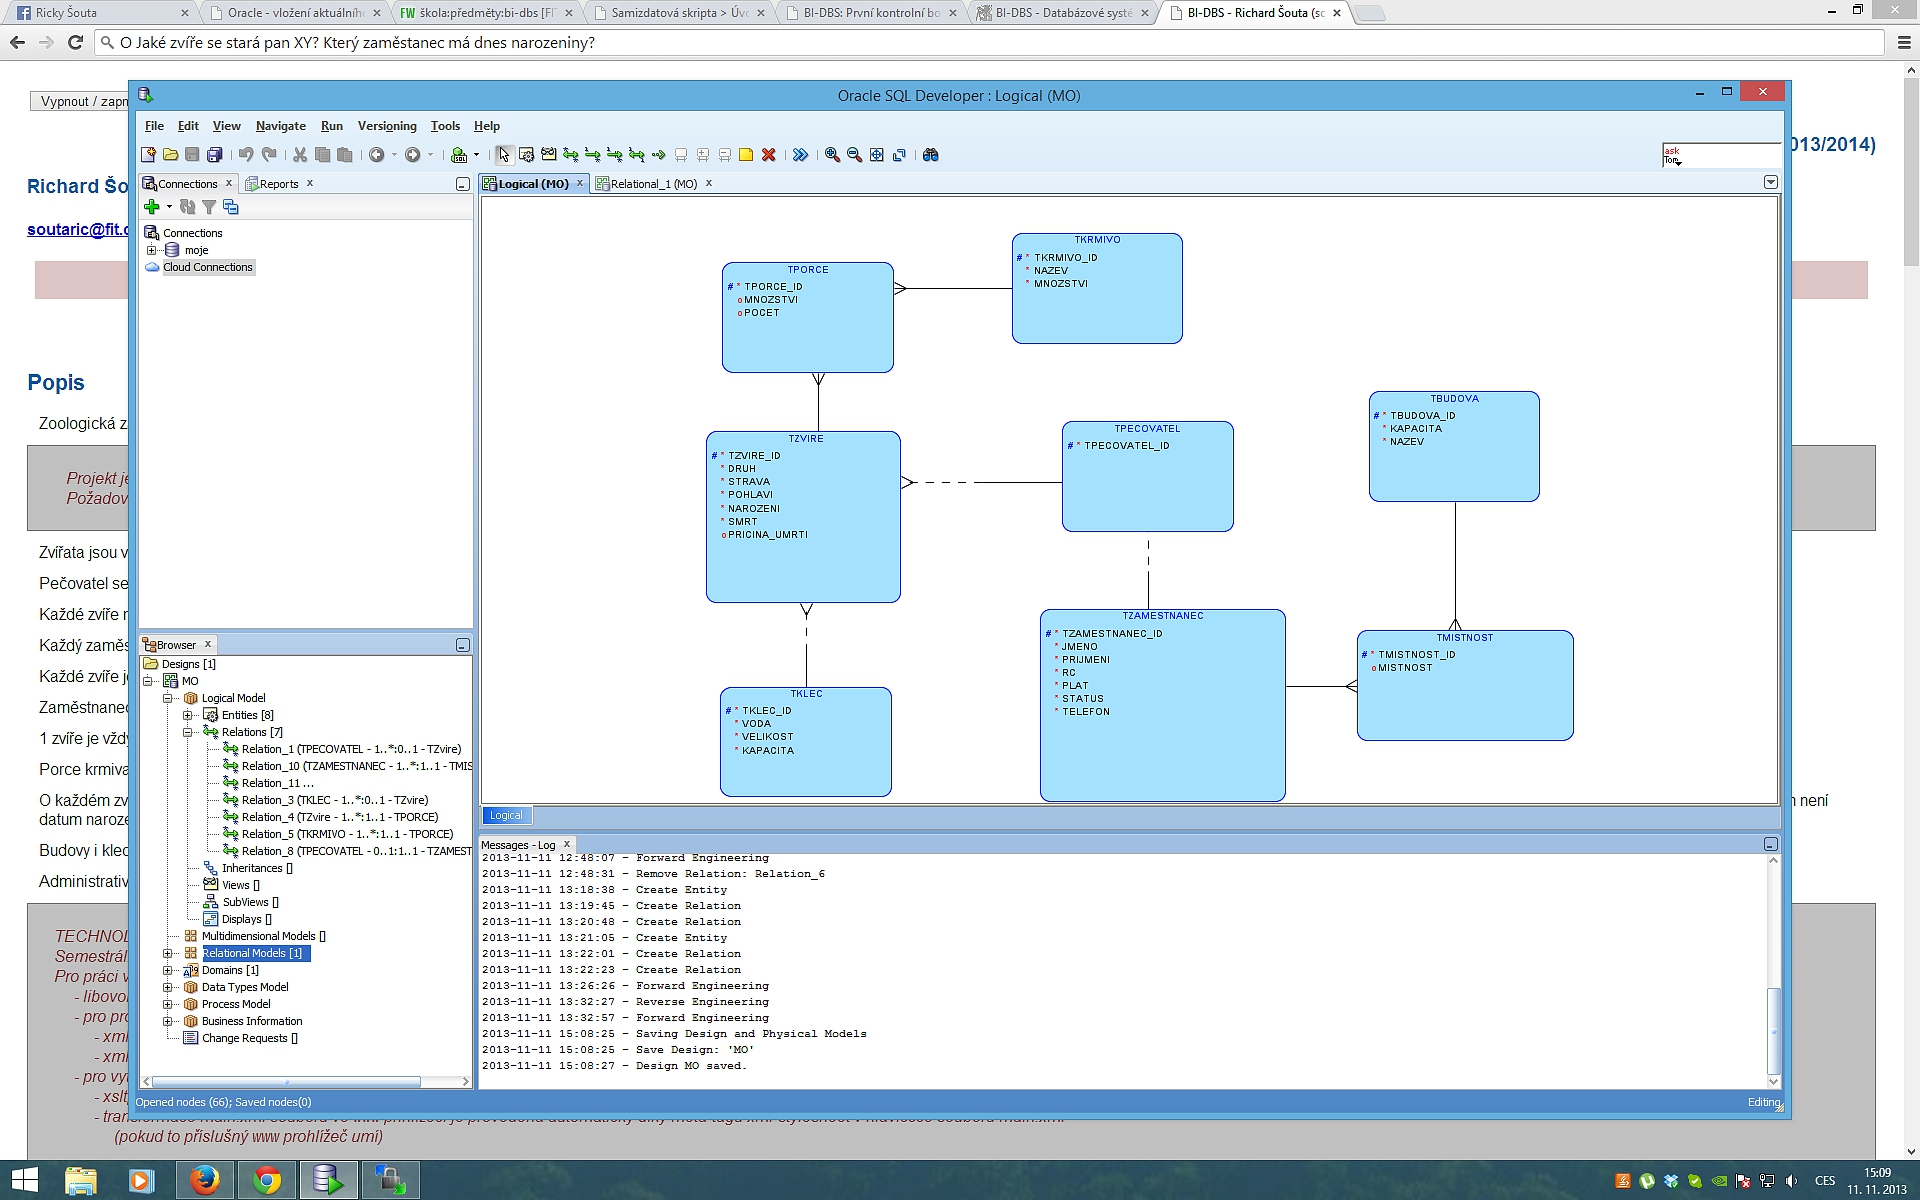 Ricky Šouta
Oracle - vložení aktuálníh
FW škola:předměty:bi-dbs [FI
Samizdatová skripta > Úvo
BI-DBS: První kontrolní bo
BI-DBS - Databázové systé
BI-DBS - Richard Šouta (so
O Jaké zvíře se stará pan XY? Který zaměstanec má dnes narozeniny?
Vypnout / zapn
013/2014)
Richard Šo
soutaric@fit.c
Popis
Zoologická z
Projekt je
Požadov
Zvířata jsou v
Pečovatel se
Každé zvíře n
Každý zaměs
Každé zvíře je
Zaměstnanec
1 zvíře je vždy
Porce krmiva
O každém zv
n není
datum naroze
Budovy i klec
Administrativ
TECHNOL
Semestrál
Pro práci v
- libovol
- pro pro
- xml
- xml
- pro vyt
- xslt
(pokud to příslušný www prohlížeč umí)
Oracle SQL Developer : Logical (MO)
File Edit View Navigate Run Versioning Tools Help
ask
Tom
Connections
Reports
Connections
moje
Cloud Connections
Logical (MO)
Relational_1 (MO)
TKRMIVO
# * TKRMIVO_ID
* NAZEV
* MNOZSTVI
TPORCE
# * TPORCE_ID
o MNOZSTVI
o POCET
TBUDOVA
# * TBUDOVA_ID
* KAPACITA
* NAZEV
TPECOVATEL
# * TPECOVATEL_ID
TZVIRE
# * TZVIRE_ID
* DRUH
* STRAVA
* POHLAVI
* NAROZENI
* SMRT
o PRICINA_UMRTI
TZAMESTNANEC
# * TZAMESTNANEC_ID
* JMENO
* PRIJMENI
* RC
* PLAT
* STATUS
* TELEFON
TMISTNOST
# * TMISTNOST_ID
o MISTNOST
TKLEC
# * TKLEC_ID
* VODA
* VELIKOST
* KAPACITA
Logical
Browser
Designs [1]
MO
Logical Model
Entities [8]
Relations [7]
Relation_1 (TPECOVATEL - 1..*:0..1 - TZvire)
Relation_10 (TZAMESTNANEC - 1..*:1..1 - TMIS
Relation_11 ...
Relation_3 (TKLEC - 1..*:0..1 - TZvire)
Relation_4 (TZvire - 1..*:1..1 - TPORCE)
Relation_5 (TKRMIVO - 1..*:1..1 - TPORCE)
Relation_8 (TPECOVATEL - 0..1:1..1 - TZAMEST
Inheritances []
Views []
SubViews []
Displays []
Multidimensional Models []
Relational Models [1]
Domains [1]
Data Types Model
Process Model
Business Information
Change Requests []
Messages - Log
2013-11-11 12:48:07 - Forward Engineering
2013-11-11 12:48:31 - Remove Relation: Relation_6
2013-11-11 13:18:38 - Create Entity
2013-11-11 13:19:45 - Create Relation
2013-11-11 13:20:48 - Create Relation
2013-11-11 13:21:05 - Create Entity
2013-11-11 13:22:01 - Create Relation
2013-11-11 13:22:23 - Create Relation
2013-11-11 13:26:26 - Forward Engineering
2013-11-11 13:32:27 - Reverse Engineering
2013-11-11 13:32:57 - Forward Engineering
2013-11-11 15:08:25 - Saving Design and Physical Models
2013-11-11 15:08:25 - Save Design: 'MO'
2013-11-11 15:08:27 - Design MO saved.
Opened nodes (66); Saved nodes(0)
Editing
CES
15:09
11. 11. 2013